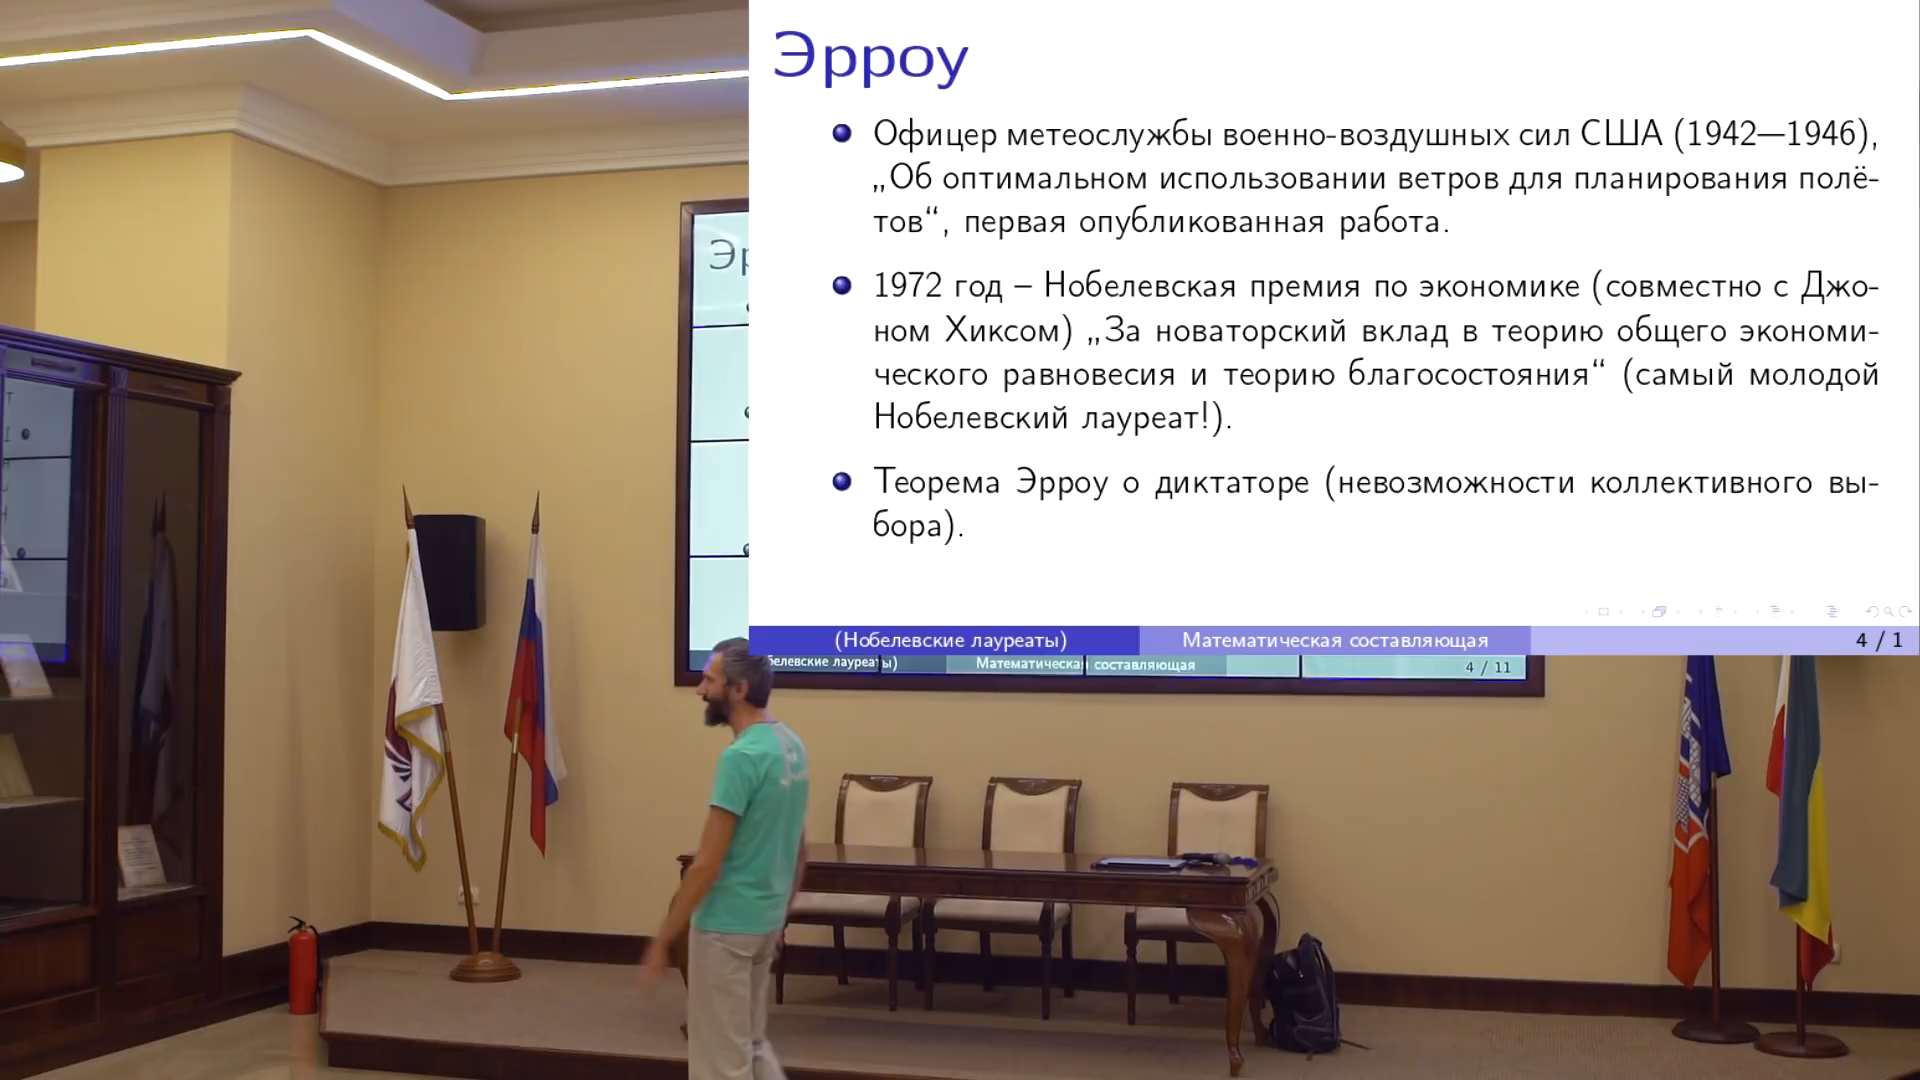 Эрроу
Офицер метеослужбы военно-воздушных сил США (1942—1946),
„Об оптимальном использовании ветров для планирования полё-
тов“, первая опубликованная работа.
1972 год – Нобелевская премия по экономике (совместно с Джо-
ном Хиксом) „За новаторский вклад в теорию общего экономи-
ческого равновесия и теорию благосостояния“ (самый молодой
Нобелевский лауреат!).
Теорема Эрроу о диктаторе (невозможности коллективного вы-
бора).
(Нобелевские лауреаты) Математическая составляющая 4 / 1
Эр
белевские лауреаты) Математическая составляющая 4 / 11